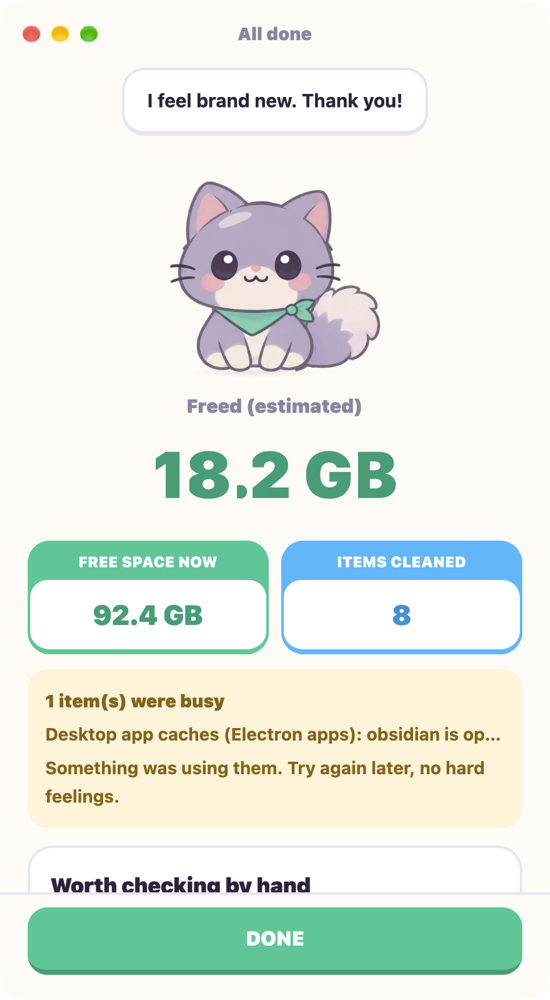 All done
I feel brand new. Thank you!
Freed (estimated)
18.2 GB
FREE SPACE NOW
92.4 GB
ITEMS CLEANED
8
1 item(s) were busy
Desktop app caches (Electron apps): obsidian is op...
Something was using them. Try again later, no hard
feelings.
Worth checking by hand
DONE